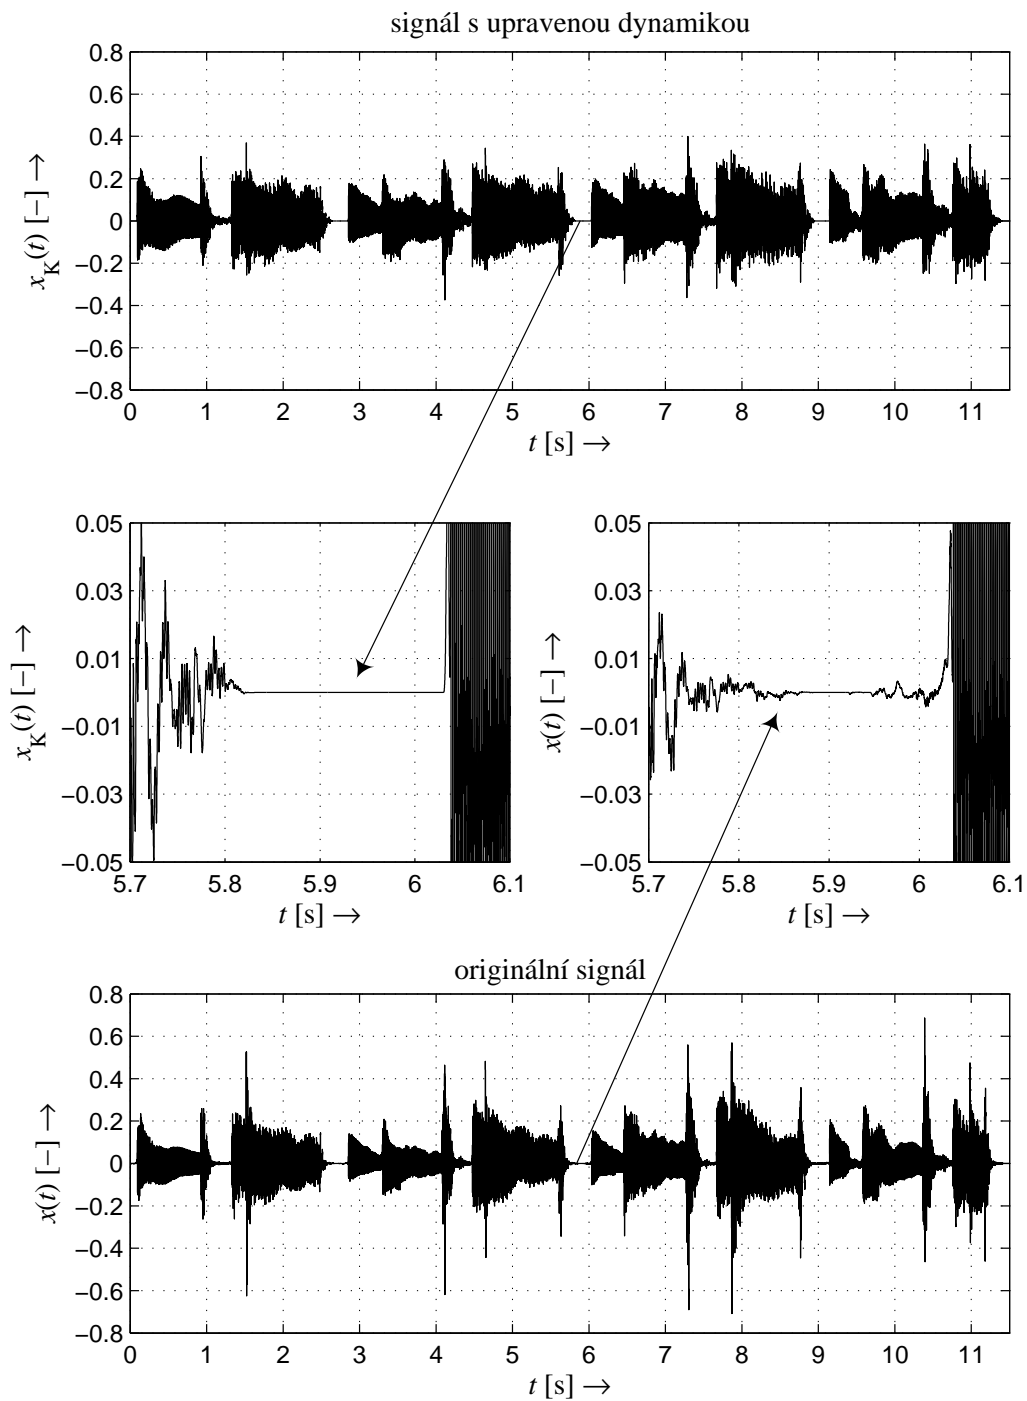 signál s upravenou dynamikou
0.8
0.6
0.4
0.2
0
−0.2
−0.4
−0.6
−0.8
x_K(t) [−] →
0 1 2 3 4 5 6 7 8 9 10 11
t [s] →
0.05
0.03
0.01
−0.01
−0.03
−0.05
x_K(t) [−] →
5.7 5.8 5.9 6 6.1
t [s] →
0.05
0.03
0.01
−0.01
−0.03
−0.05
x(t) [−] →
5.7 5.8 5.9 6 6.1
t [s] →
originální signál
0.8
0.6
0.4
0.2
0
−0.2
−0.4
−0.6
−0.8
x(t) [−] →
0 1 2 3 4 5 6 7 8 9 10 11
t [s] →